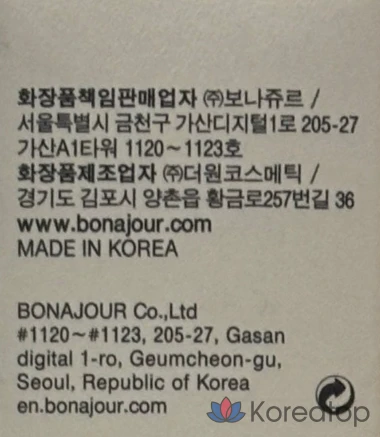 화장품책임판매업자 ㈜보나쥬르 /
서울특별시 금천구 가산디지털1로 205-27
가산A1타워 1120~1123호
화장품제조업자 ㈜더원코스메틱 /
경기도 김포시 양촌읍 황금로257번길 36
www.bonajour.com
MADE IN KOREA
BONAJOUR Co.,Ltd
#1120~#1123, 205-27, Gasan
digital 1-ro, Geumcheon-gu,
Seoul, Republic of Korea
en.bonajour.com
KoreaTop